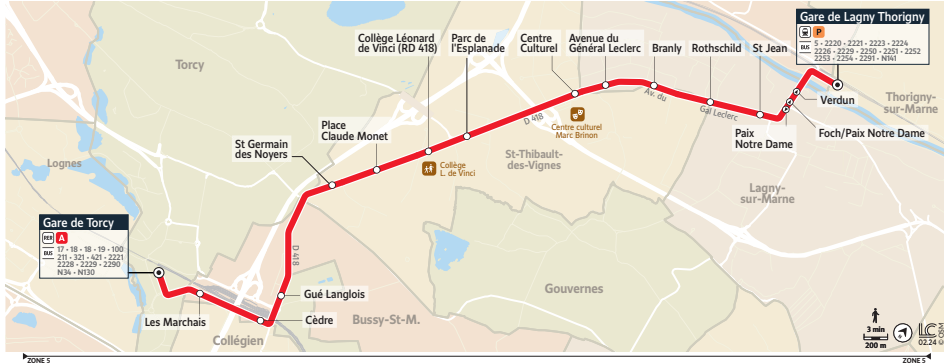 Gare de Lagny Thorigny
P
BUS
5 • 2220 • 2221 • 2223 • 2224
2226 • 2229 • 2250 • 2251 • 2252
2253 • 2254 • 2291 • N141
Collège Léonard
de Vinci (RD 418)
Parc de
l'Esplanade
Centre
Culturel
Avenue du
Général Leclerc
Branly
Rothschild
St Jean
Torcy
Verdun
Thorigny-
sur-Marne
Av. du
Gal Leclerc
D 418
Place
Claude Monet
Centre culturel
Marc Brinon
Paix
Notre Dame
Foch/Paix Notre Dame
St Germain
des Noyers
Collège
L. de Vinci
St-Thibault-
des-Vignes
Lognes
Lagny-
sur-Marne
Gare de Torcy
RER A
BUS
17 • 18 • 18 • 19 • 100
211 • 321 • 421 • 2221
2228 • 2229 • 2290
N34 • N130
D 418
Gouvernes
Gué Langlois
Les Marchais
Cèdre
Bussy-St-M.
Collégien
3 min
200 m
LC
02.24
© OSM
ZONE 5
ZONE 5